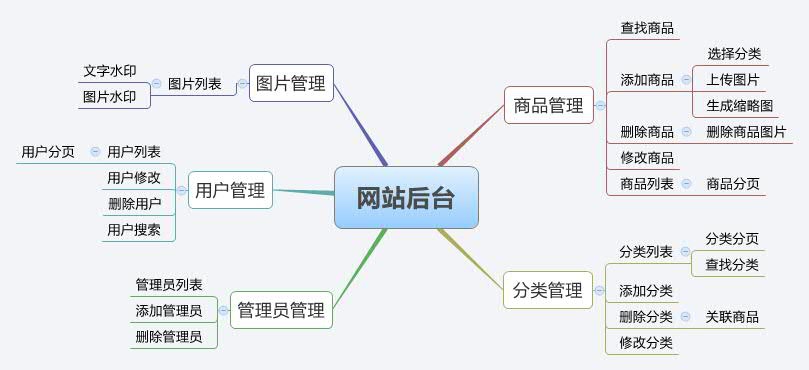 网站后台
图片管理
图片列表
文字水印
图片水印
用户管理
用户列表
用户分页
用户修改
删除用户
用户搜索
管理员管理
管理员列表
添加管理员
删除管理员
商品管理
查找商品
添加商品
选择分类
上传图片
生成缩略图
删除商品
删除商品图片
修改商品
商品列表
商品分页
分类管理
分类列表
分类分页
查找分类
添加分类
删除分类
关联商品
修改分类